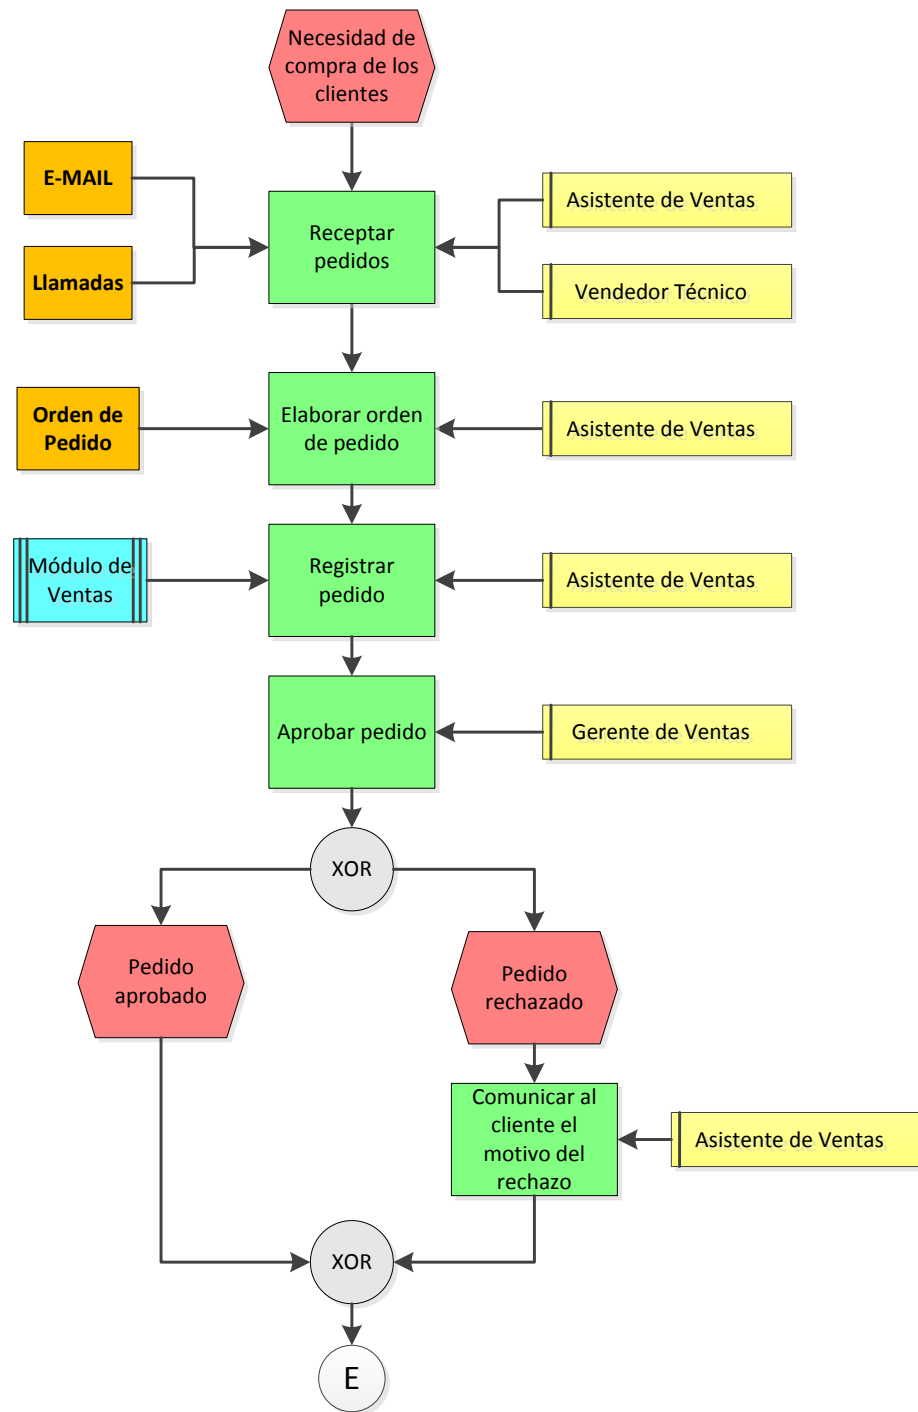 Necesidad de
compra de los
clientes
E-MAIL
Asistente de Ventas
Receptar
pedidos
Llamadas
Vendedor Técnico
Orden de
Pedido
Elaborar orden
de pedido
Asistente de Ventas
Módulo de
Ventas
Registrar
pedido
Asistente de Ventas
Aprobar pedido
Gerente de Ventas
XOR
Pedido
aprobado
Pedido
rechazado
Comunicar al
cliente el
motivo del
rechazo
Asistente de Ventas
XOR
E